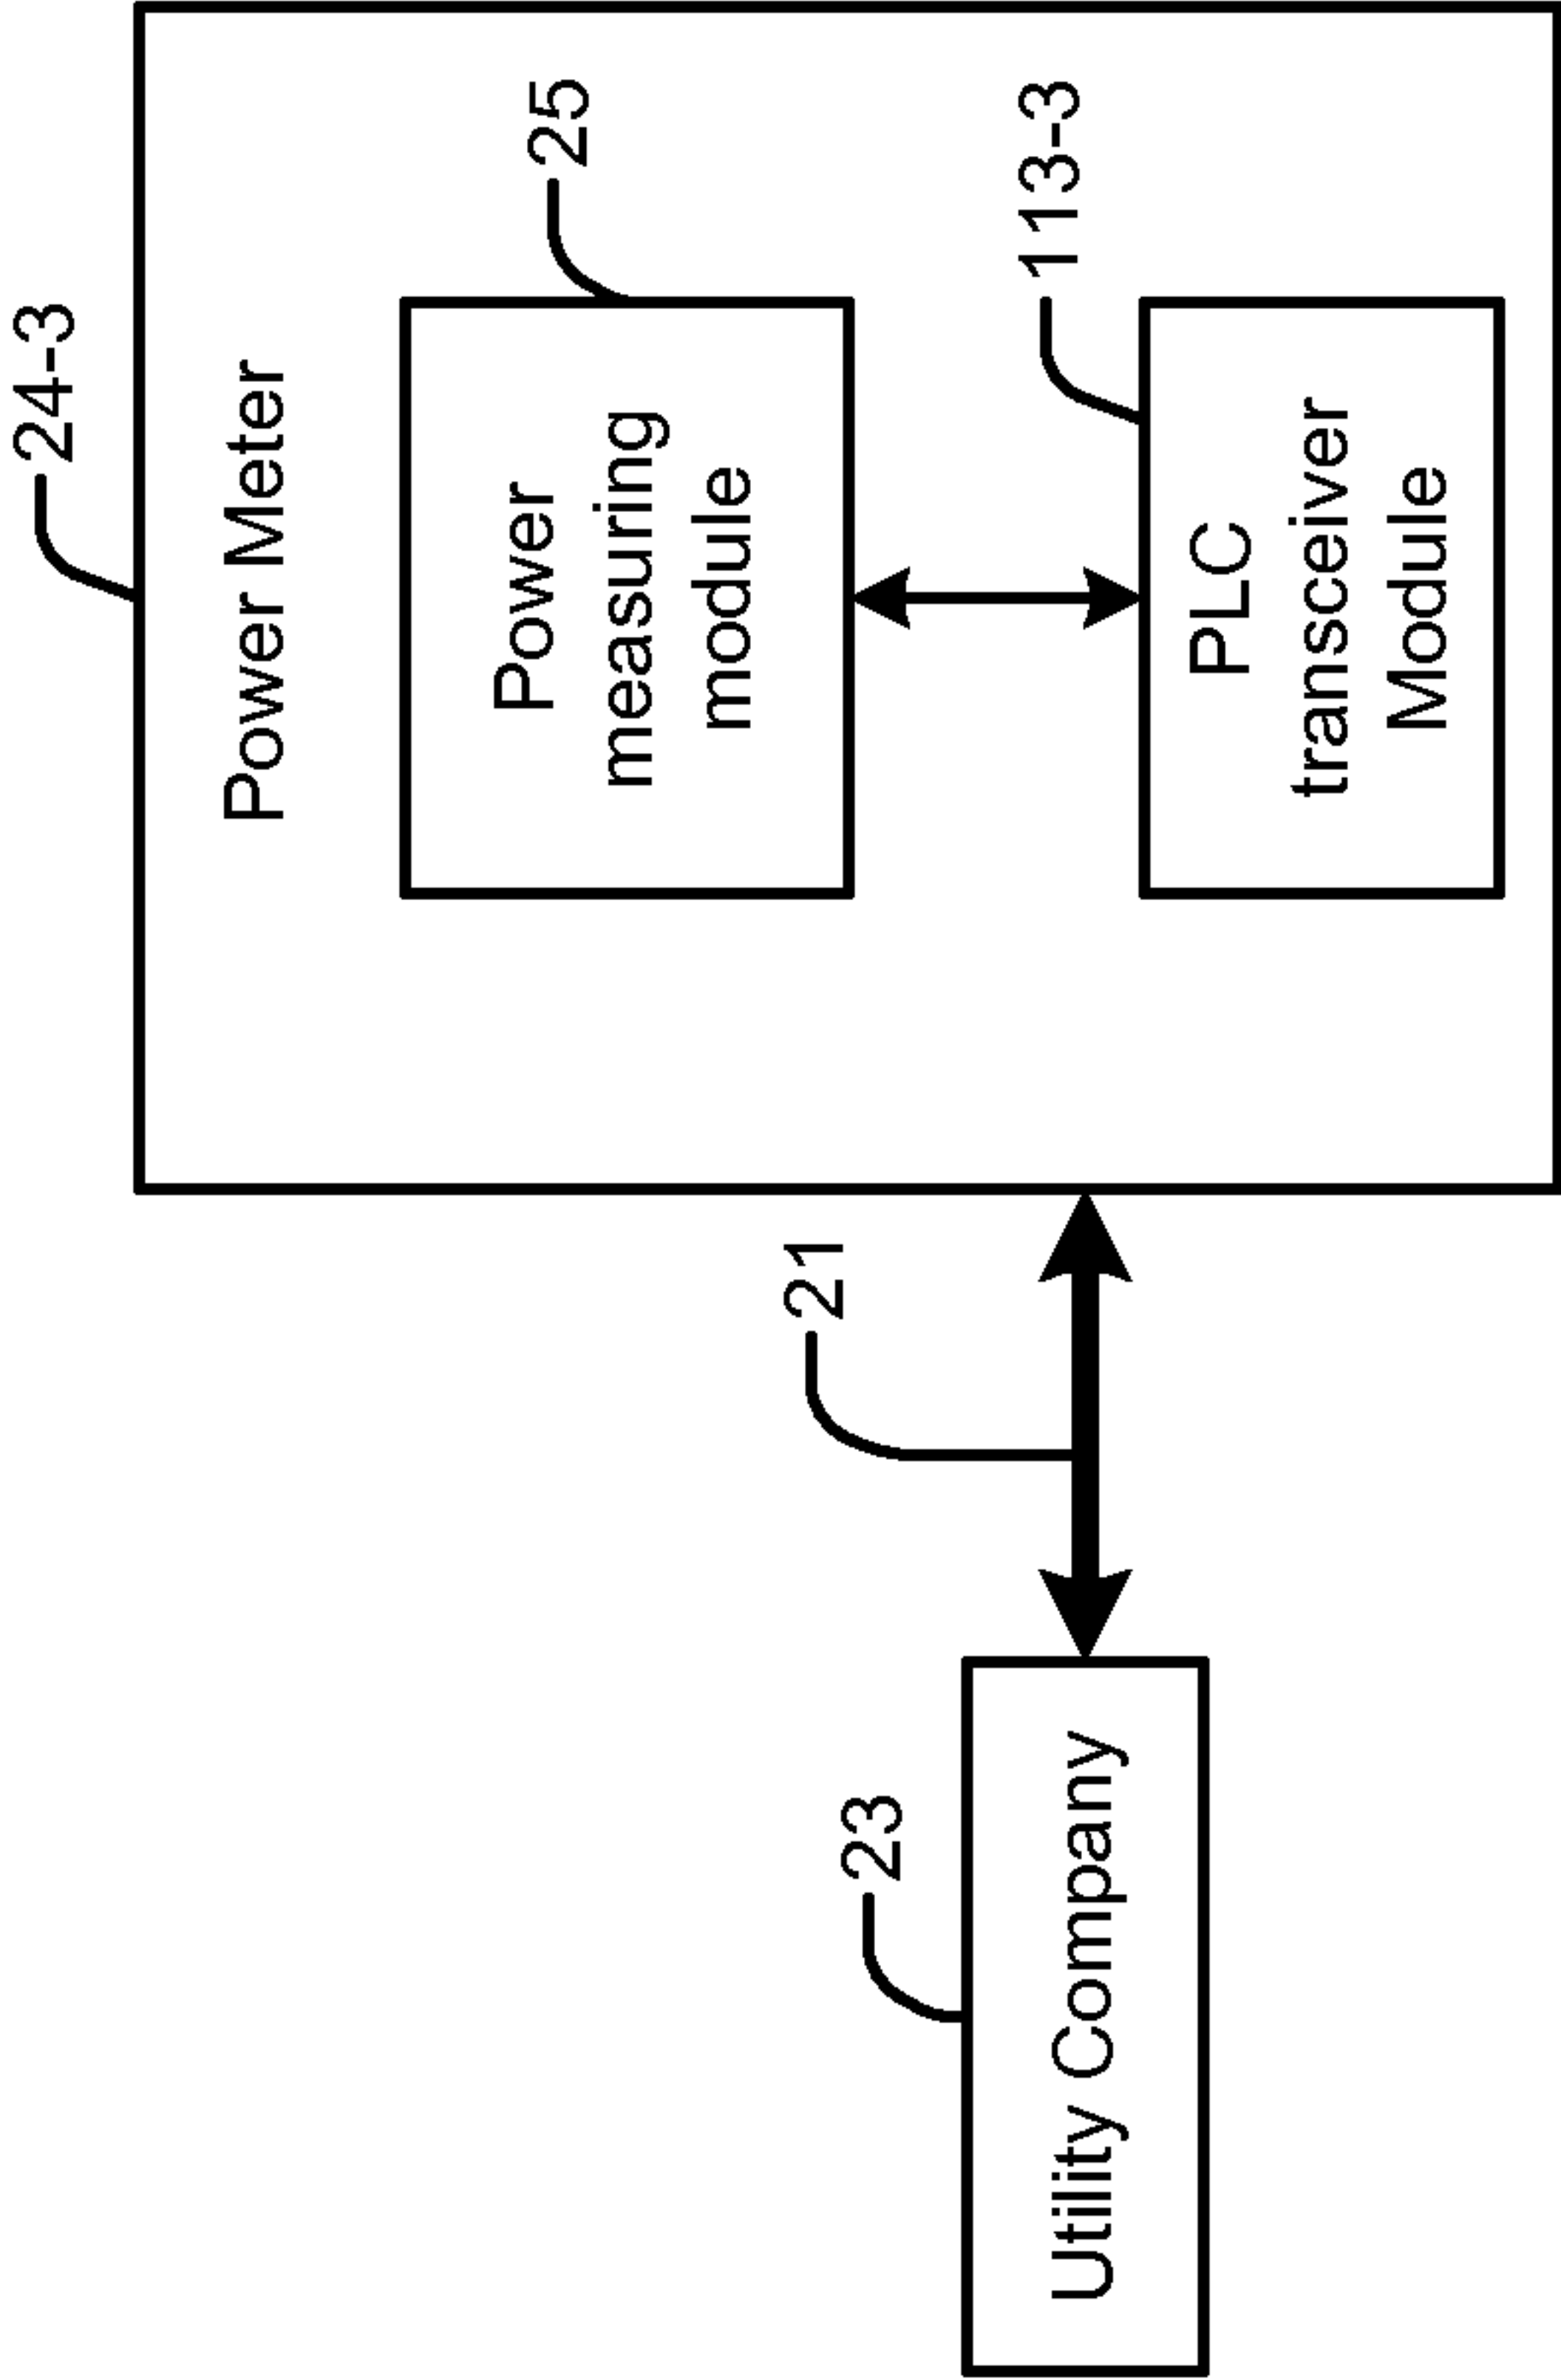 24-3
Power Meter
25
Power
measuring
module
113-3
PLC
transceiver
Module
21
23
Utility Company